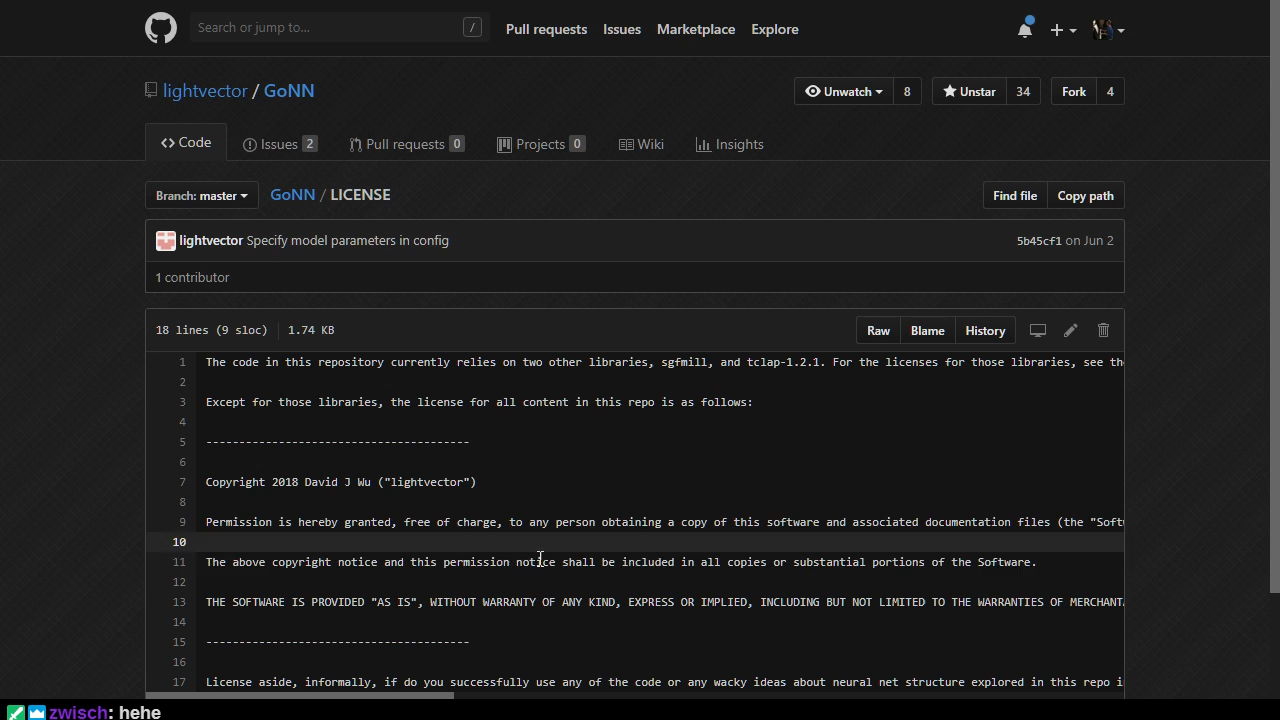 Search or jump to... /
Pull requests Issues Marketplace Explore
lightvector / GoNN
Unwatch 8 Unstar 34 Fork 4
Code Issues 2 Pull requests 0 Projects 0 Wiki Insights
Branch: master GoNN / LICENSE Find file Copy path
lightvector Specify model parameters in config 5b45cf1 on Jun 2
1 contributor
18 lines (9 sloc) 1.74 KB Raw Blame History
1 The code in this repository currently relies on two other libraries, sgfmill, and tclap-1.2.1. For the licenses for those libraries, see the
2
3 Except for those libraries, the license for all content in this repo is as follows:
4
5 ----------------------------------------
6
7 Copyright 2018 David J Wu ("lightvector")
8
9 Permission is hereby granted, free of charge, to any person obtaining a copy of this software and associated documentation files (the "Soft
10
11 The above copyright notice and this permission notice shall be included in all copies or substantial portions of the Software.
12
13 THE SOFTWARE IS PROVIDED "AS IS", WITHOUT WARRANTY OF ANY KIND, EXPRESS OR IMPLIED, INCLUDING BUT NOT LIMITED TO THE WARRANTIES OF MERCHANT
14
15 ----------------------------------------
16
17 License aside, informally, if do you successfully use any of the code or any wacky ideas about neural net structure explored in this repo i
zwisch: hehe